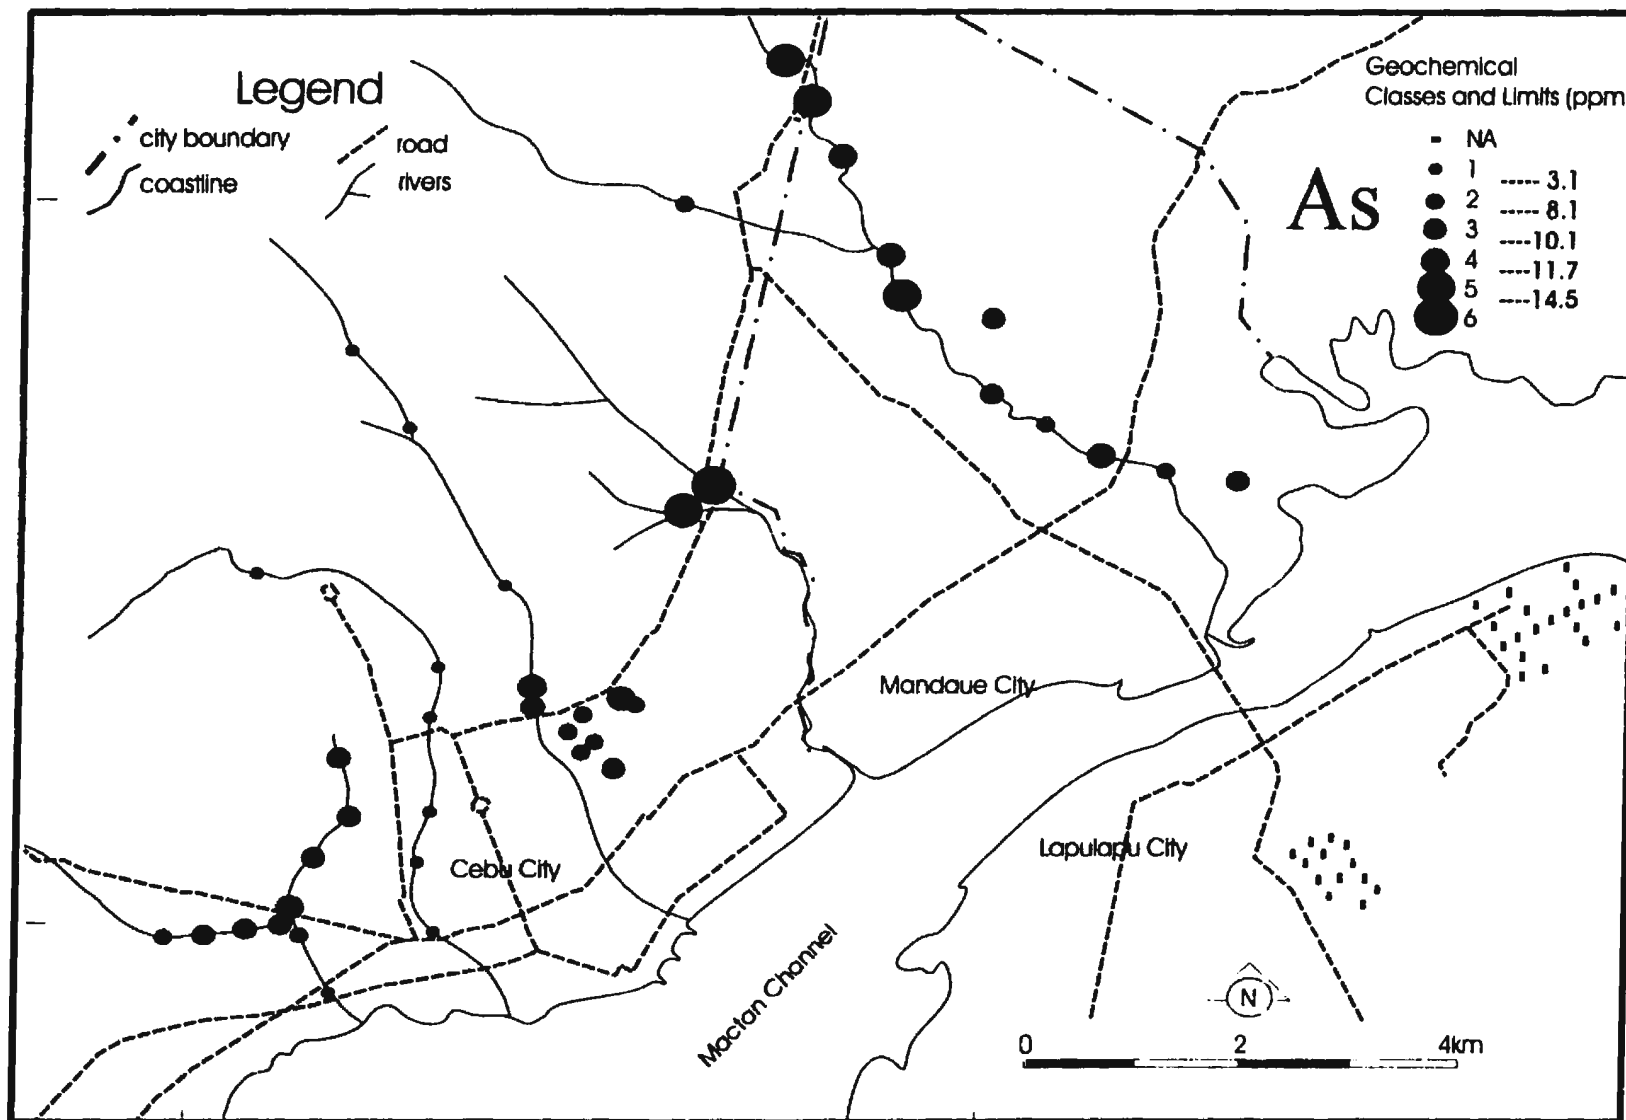 Legend
city boundary
road
coastline
rivers
Geochemical
Classes and Limits (ppm
As
NA
1
----- 3.1
2
----- 8.1
3
----10.1
4
----11.7
5
----14.5
6
Mandaue City
Lapulapu City
Cebu City
Mactan Channel
N
0 2 4km